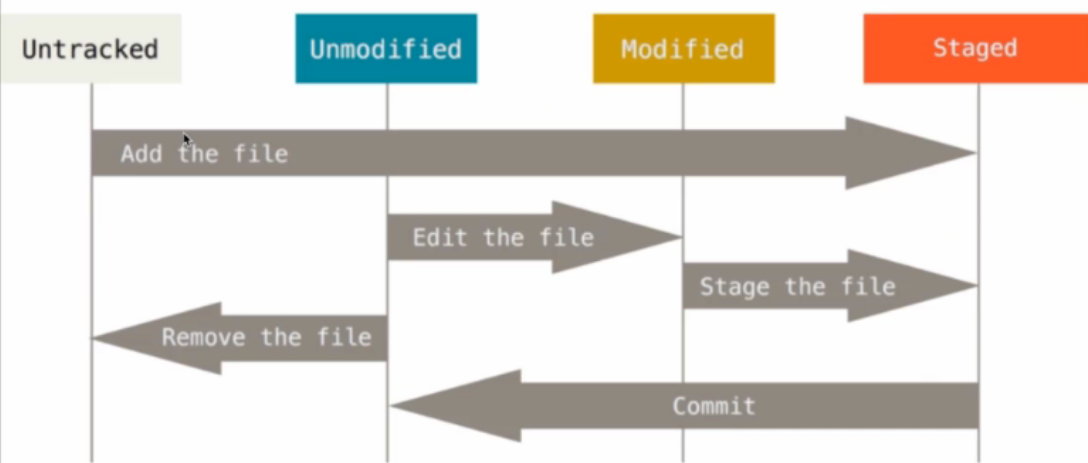 Untracked
Unmodified
Modified
Staged
Add the file
Edit the file
Stage the file
Remove the file
Commit